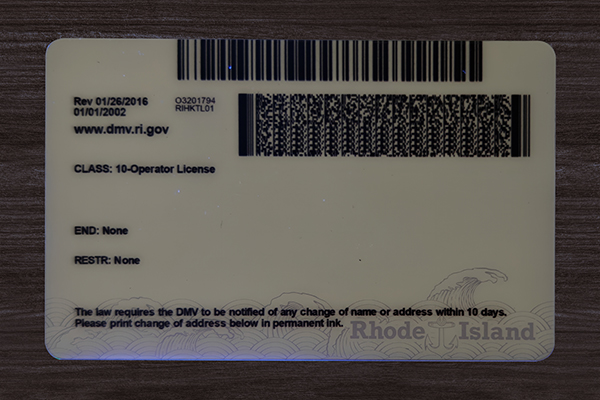 Rev 01/26/2016
01/01/2002
O3201794
RIHKTL01
www.dmv.ri.gov
CLASS: 10-Operator License
END: None
RESTR: None
The law requires the DMV to be notified of any change of name or address within 10 days.
Please print change of address below in permanent ink.
Rhode Island